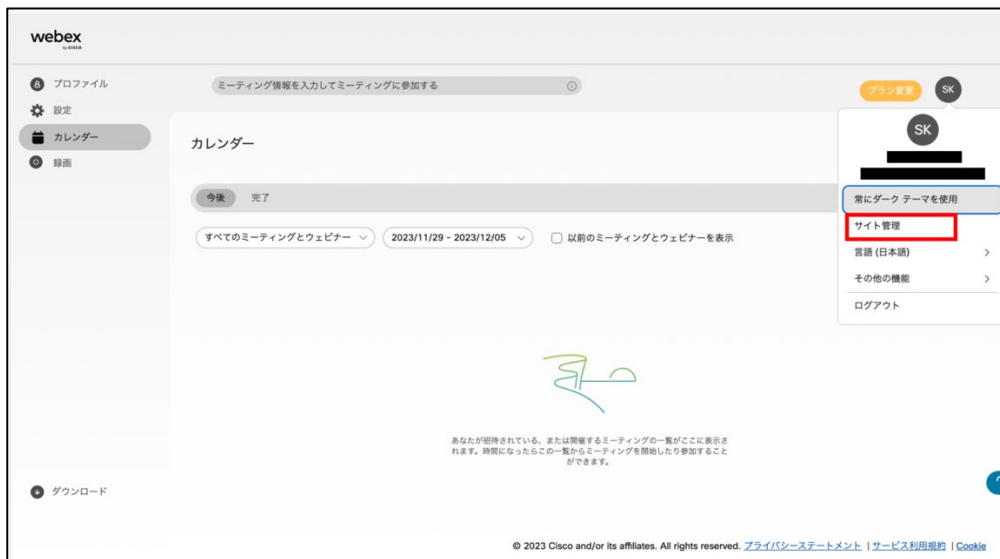 webex
by CISCO
プロファイル
設定
カレンダー
録画
ダウンロード
ミーティング情報を入力してミーティングに参加する
プラン変更
SK
カレンダー
今後 完了
すべてのミーティングとウェビナー
2023/11/29 - 2023/12/05
以前のミーティングとウェビナーを表示
SK
常にダーク テーマを使用
サイト管理
言語 (日本語)
その他の機能
ログアウト
あなたが招待されている、または開催するミーティングの一覧がここに表示さ
れます。時間になったらこの一覧からミーティングを開始したり参加すること
ができます。
© 2023 Cisco and/or its affiliates. All rights reserved. プライバシーステートメント | サービス利用規約 | Cookie